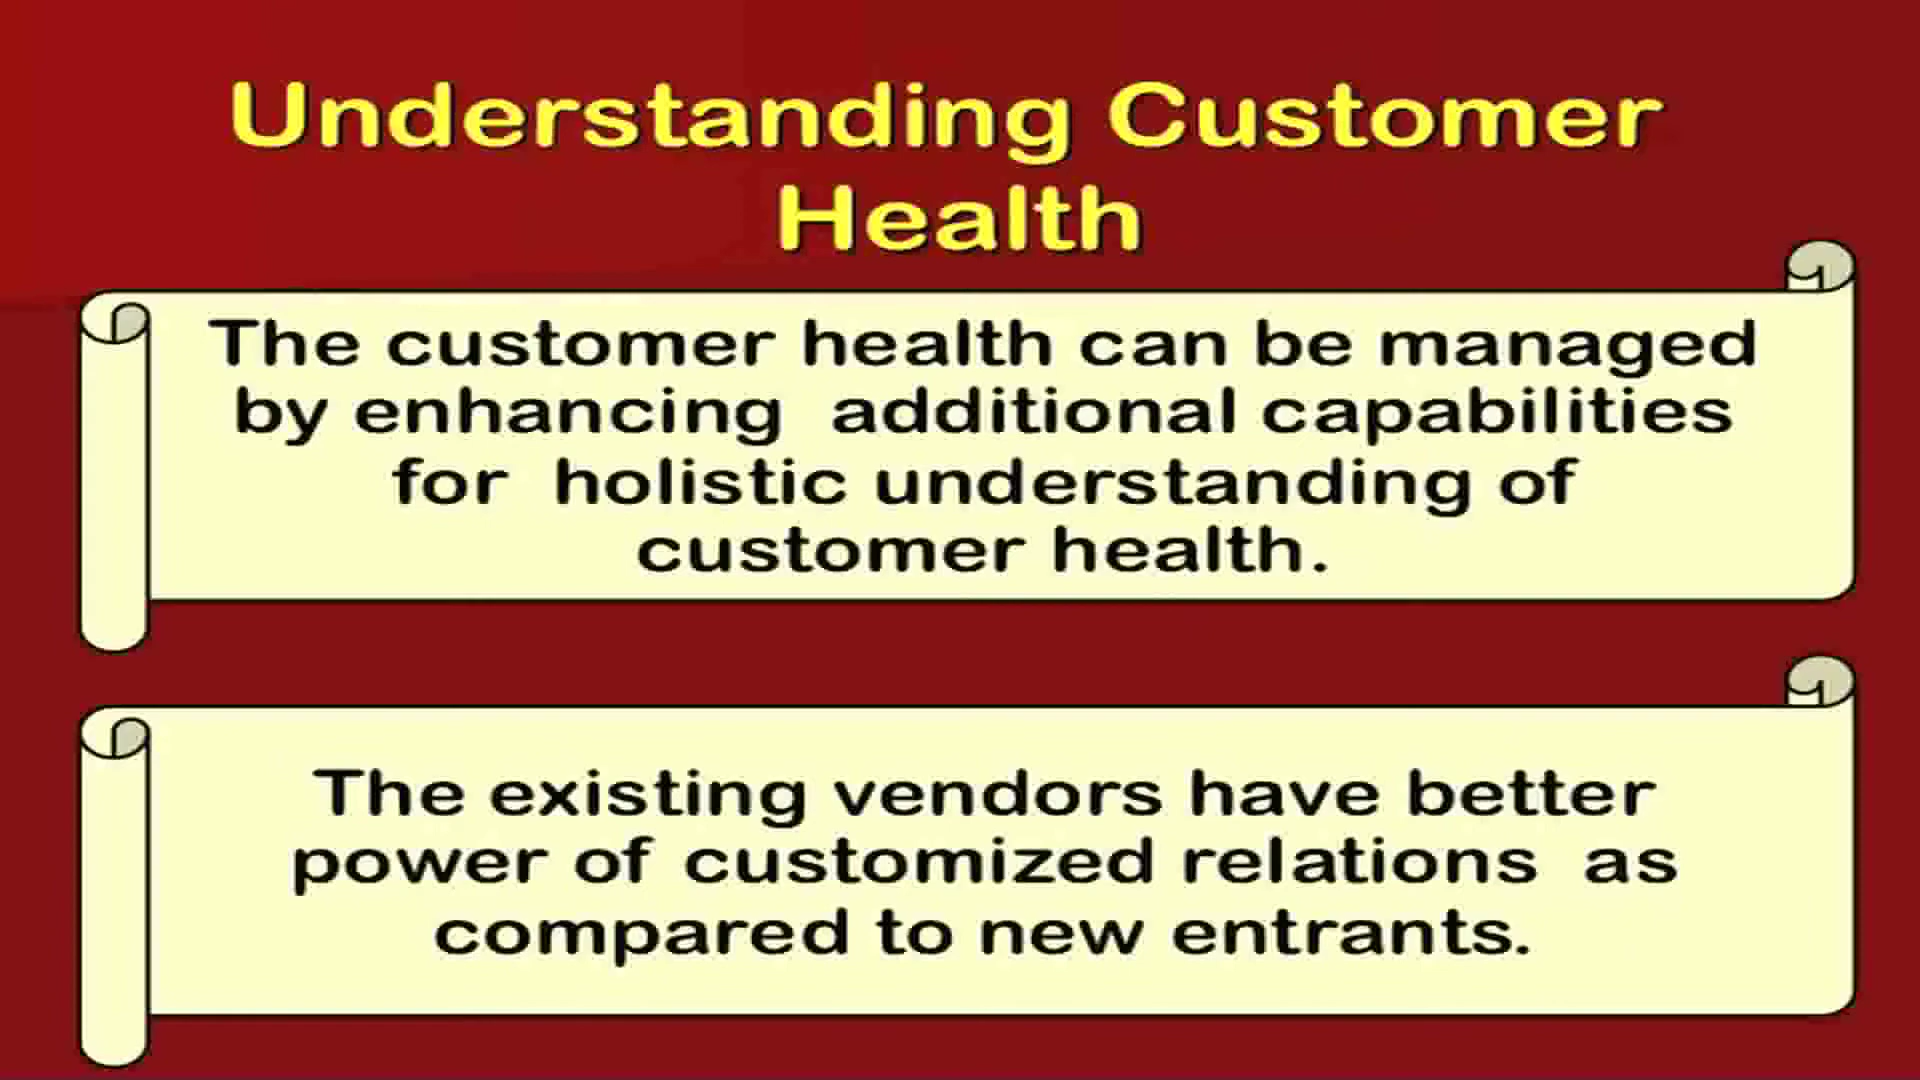 Understanding Customer
Health
The customer health can be managed
by enhancing additional capabilities
for holistic understanding of
customer health.
The existing vendors have better
power of customized relations as
compared to new entrants.